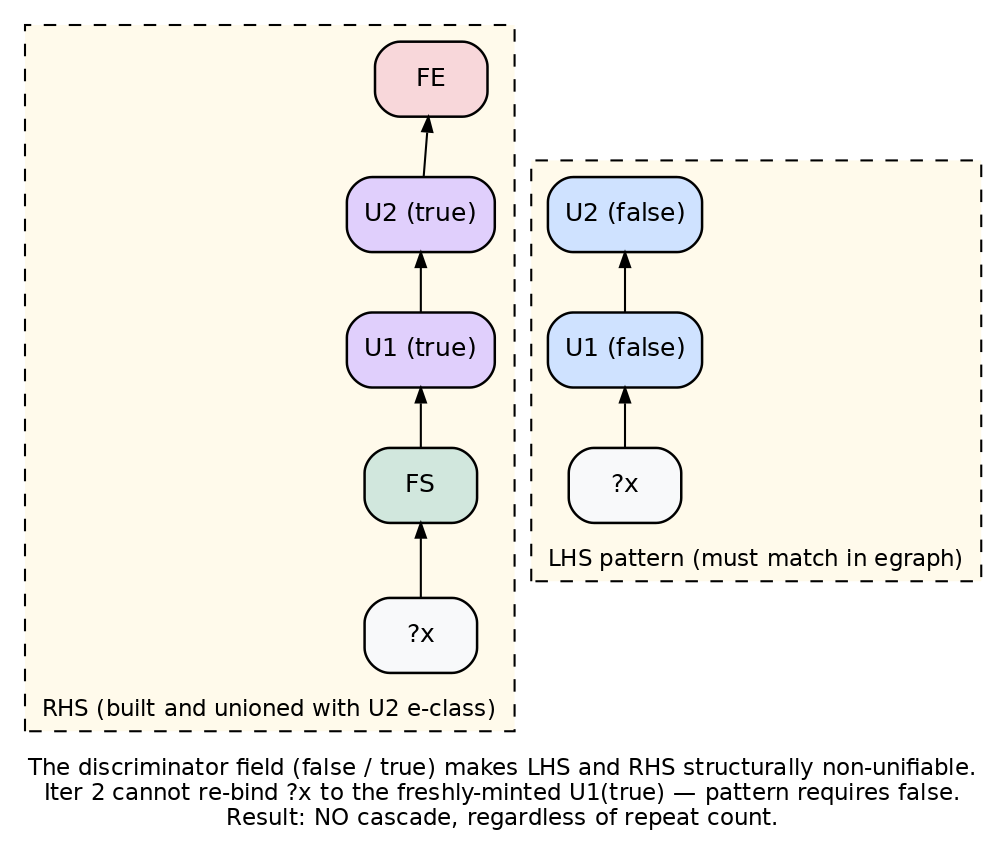 FE
U2 (true)
U1 (true)
FS
?x
RHS (built and unioned with U2 e-class)
U2 (false)
U1 (false)
?x
LHS pattern (must match in egraph)
The discriminator field (false / true) makes LHS and RHS structurally non-unifiable.
Iter 2 cannot re-bind ?x to the freshly-minted U1(true) — pattern requires false.
Result: NO cascade, regardless of repeat count.